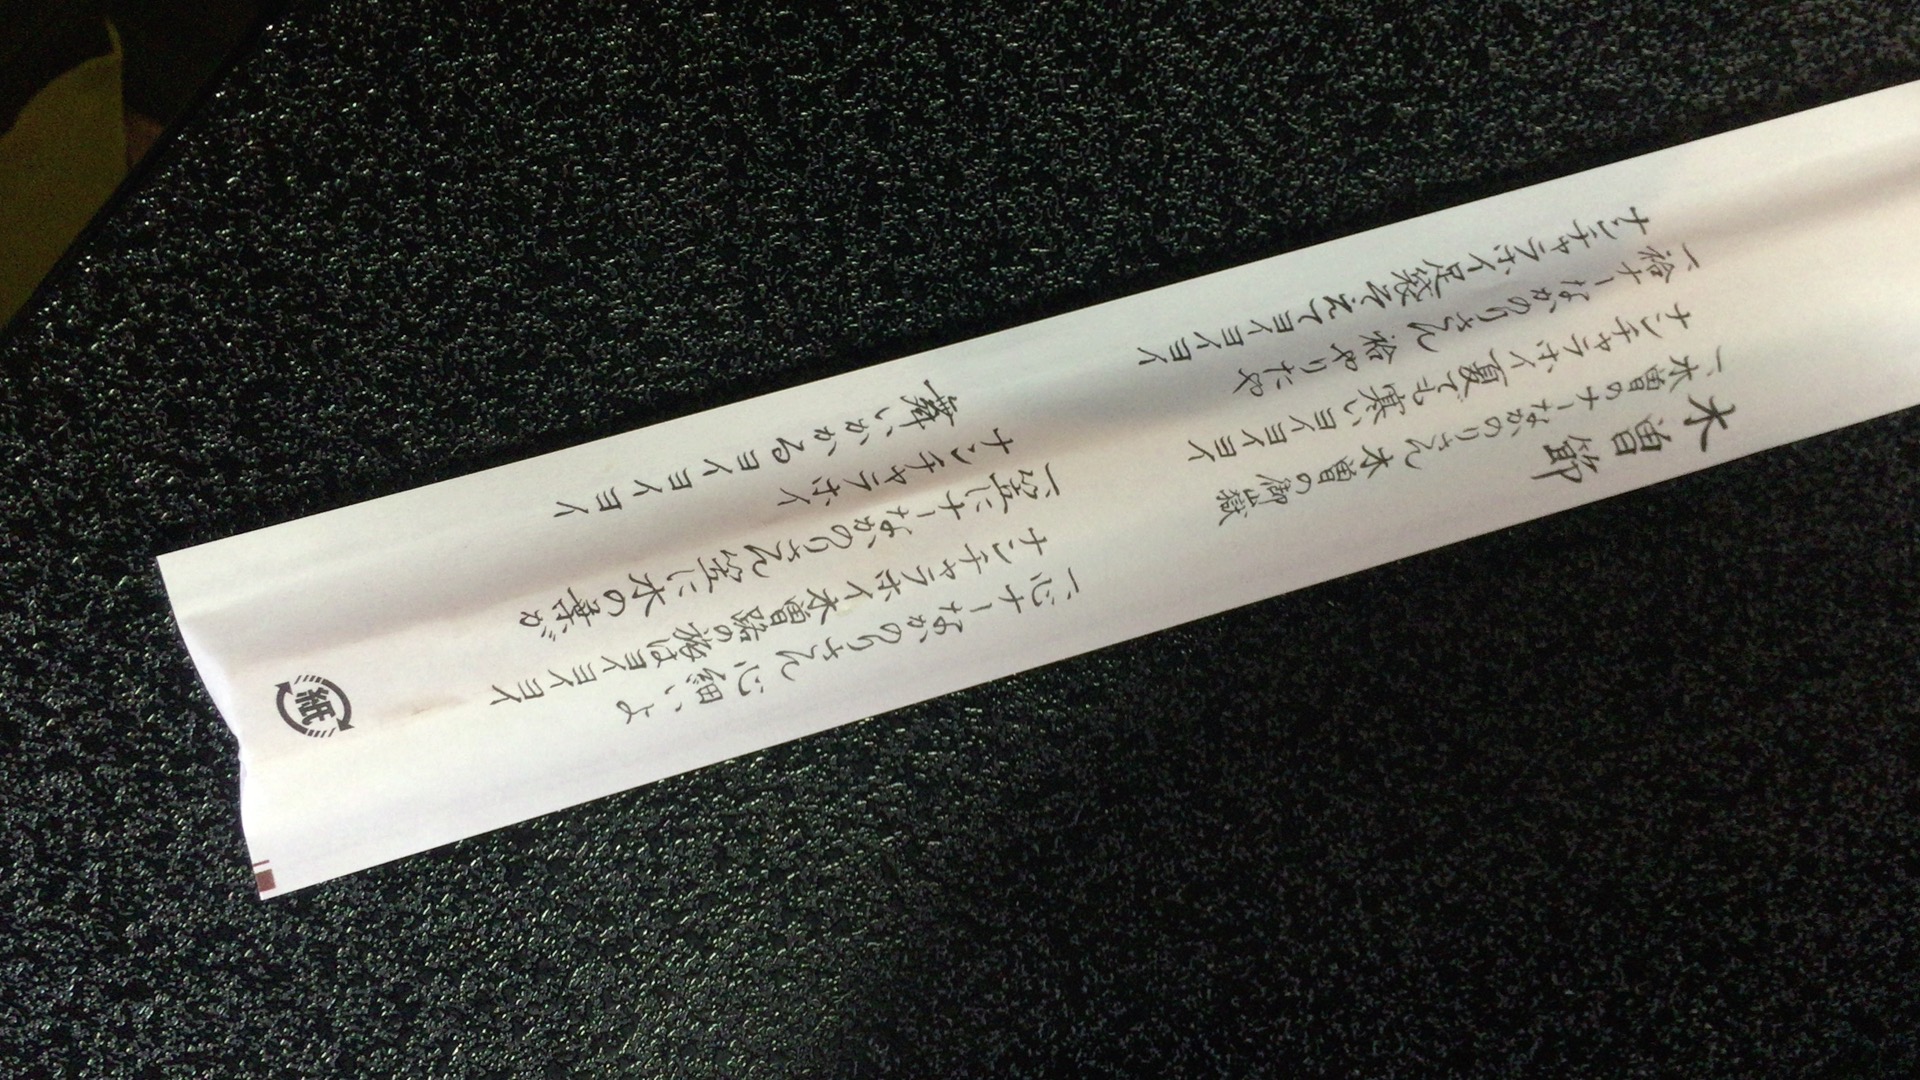 木曽節
一、木曽のナーなかのりさん 木曽の御嶽
ナンチャラホイ 夏でも寒いヨイヨイヨイ
一、袷ナーなかのりさん 袷やりたや
ナンチャラホイ 足袋そえてヨイヨイヨイ
一、心ナーなかのりさん 心細いよ
ナンチャラホイ 木曽路の旅はヨイヨイヨイ
一、笠にナーなかのりさん 笠に木の葉が
ナンチャラホイ
舞いかかるヨイヨイヨイ
紙